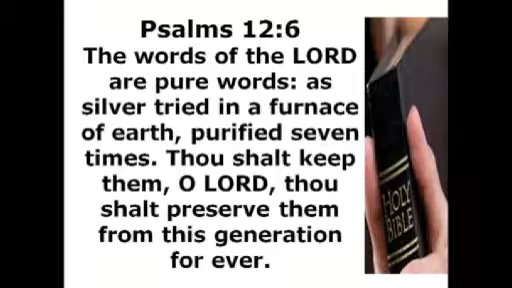 Psalms 12:6
The words of the LORD
are pure words: as
silver tried in a furnace
of earth, purified seven
times. Thou shalt keep
them, O LORD, thou
shalt preserve them
from this generation
for ever.
HOLY
BIBLE